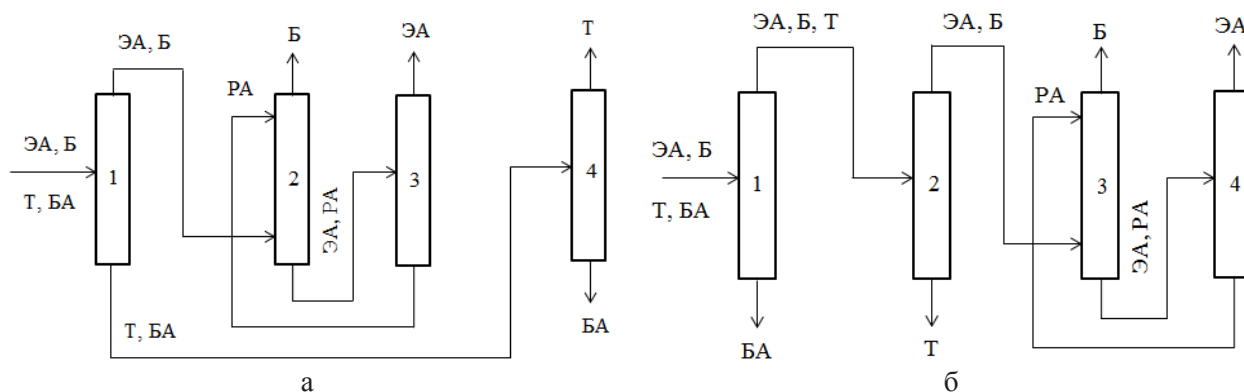 ЭА, Б
Б
ЭА
Т
РА
ЭА, Б
Т, БА
1
2
3
4
ЭА, РА
Т, БА
БА
а
ЭА, Б, Т
ЭА, Б
Б
ЭА
РА
ЭА, Б
Т, БА
1
2
3
4
ЭА, РА
БА
Т
б